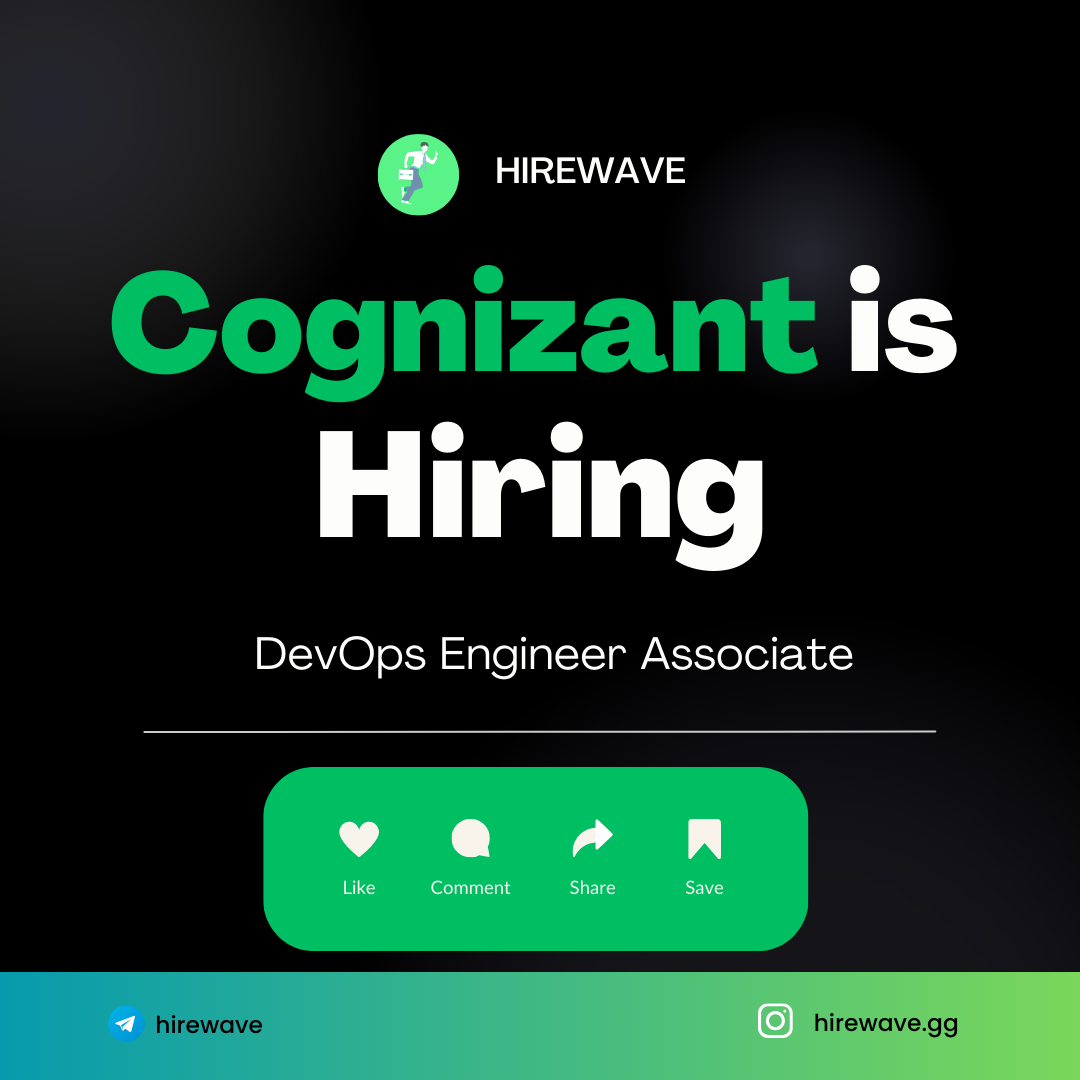 HIREWAVE
Cognizant is
Hiring
DevOps Engineer Associate
Like Comment Share Save
hirewave hirewave.gg